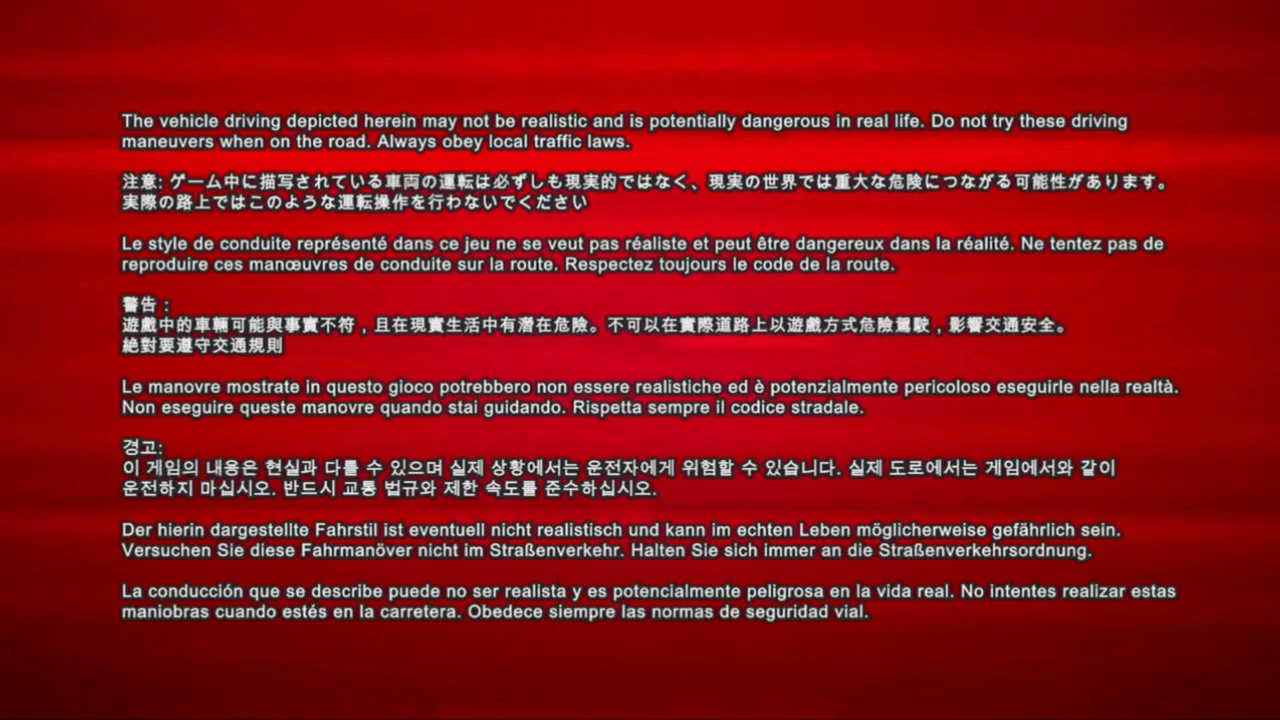 The vehicle driving depicted herein may not be realistic and is potentially dangerous in real life. Do not try these driving
maneuvers when on the road. Always obey local traffic laws.
注意: ゲーム中に描写されている車両の運転は必ずしも現実的ではなく、現実の世界では重大な危険につながる可能性があります。
実際の路上ではこのような運転操作を行わないでください
Le style de conduite représenté dans ce jeu ne se veut pas réaliste et peut être dangereux dans la réalité. Ne tentez pas de
reproduire ces manœuvres de conduite sur la route. Respectez toujours le code de la route.
警告：
遊戲中的車輛可能與事實不符，且在現實生活中有潛在危險。不可以在實際道路上以遊戲方式危險駕駛，影響交通安全。
絕對要遵守交通規則
Le manovre mostrate in questo gioco potrebbero non essere realistiche ed è potenzialmente pericoloso eseguirle nella realtà.
Non eseguire queste manovre quando stai guidando. Rispetta sempre il codice stradale.
경고:
이 게임의 내용은 현실과 다를 수 있으며 실제 상황에서는 운전자에게 위험할 수 있습니다. 실제 도로에서는 게임에서와 같이
운전하지 마십시오. 반드시 교통 법규와 제한 속도를 준수하십시오.
Der hierin dargestellte Fahrstil ist eventuell nicht realistisch und kann im echten Leben möglicherweise gefährlich sein.
Versuchen Sie diese Fahrmanöver nicht im Straßenverkehr. Halten Sie sich immer an die Straßenverkehrsordnung.
La conducción que se describe puede no ser realista y es potencialmente peligrosa en la vida real. No intentes realizar estas
maniobras cuando estés en la carretera. Obedece siempre las normas de seguridad vial.